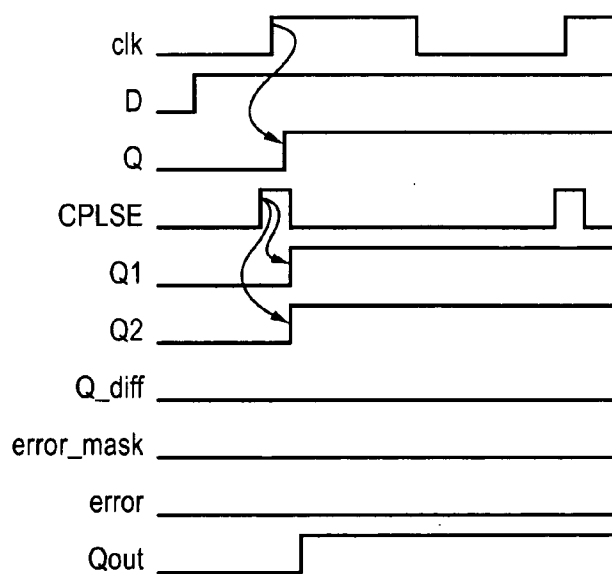 clk
D
Q
CPLSE
Q1
Q2
Q_diff
error_mask
error
Qout